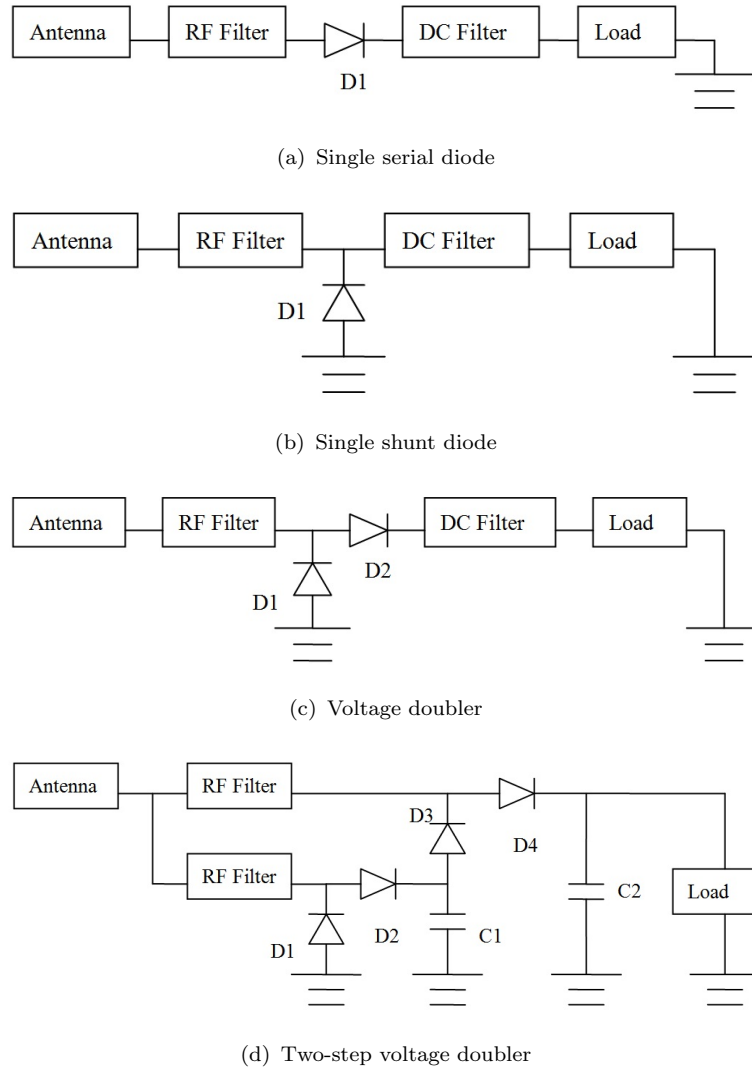 Antenna RF Filter DC Filter Load
D1
(a) Single serial diode
Antenna RF Filter DC Filter Load
D1
(b) Single shunt diode
Antenna RF Filter DC Filter Load
D2
D1
(c) Voltage doubler
Antenna RF Filter
D3
D4
RF Filter
C2 Load
D1 D2 C1
(d) Two-step voltage doubler